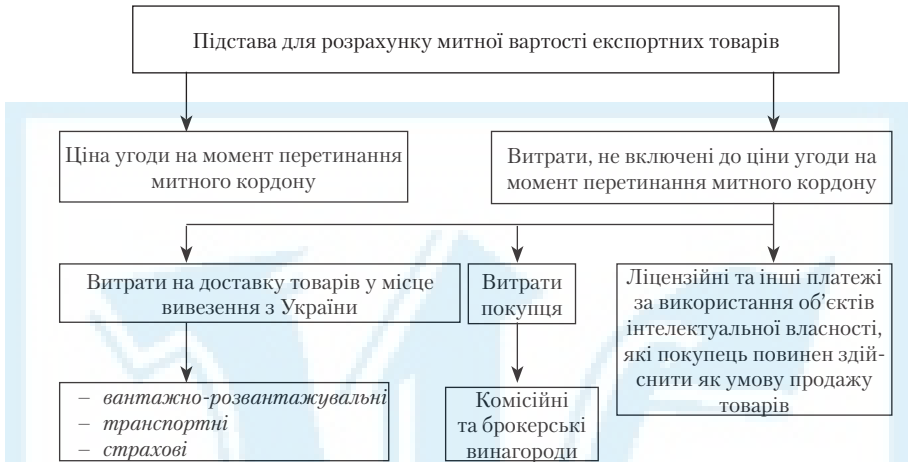 Підстава для розрахунку митної вартості експортних товарів
Ціна угоди на момент перетинання
митного кордону
Витрати, не включені до ціни угоди на
момент перетинання митного кордону
Витрати на доставку товарів у місце
вивезення з України
Витрати
покупця
Ліцензійні та інші платежі
за використання об’єктів
інтелектуальної власності,
які покупець повинен здій-
снити як умову продажу
товарів
– вантажно-розвантажувальні
– транспортні
– страхові
Комісійні
та брокерські
винагороди